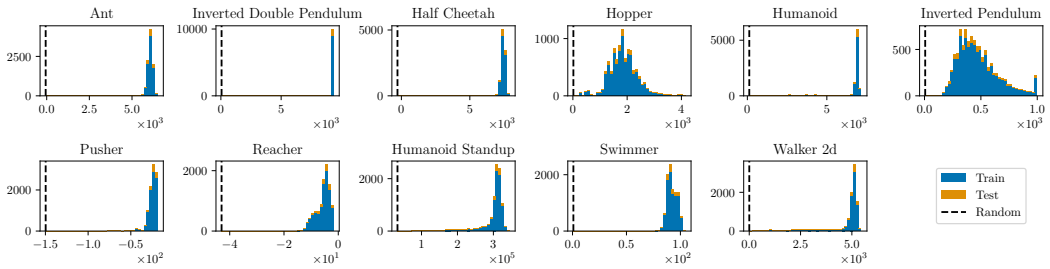 Ant
Inverted Double Pendulum
Half Cheetah
Hopper
Humanoid
Inverted Pendulum
2500
0
0.0 2.5 5.0
×10³
10000
5000
0
0 5
×10³
5000
0
0 5
×10³
1000
0
0 2 4
×10³
5000
0
0 5
×10³
500
0
0.0 0.5 1.0
×10³
Pusher
Reacher
Humanoid Standup
Swimmer
Walker 2d
2000
0
−1.5 −1.0 −0.5
×10²
2000
0
−4 −2 0
×10¹
2000
0
1 2 3
×10⁵
2000
0
0.0 0.5 1.0
×10²
2000
0
0.0 2.5 5.0
×10³
Train
Test
Random